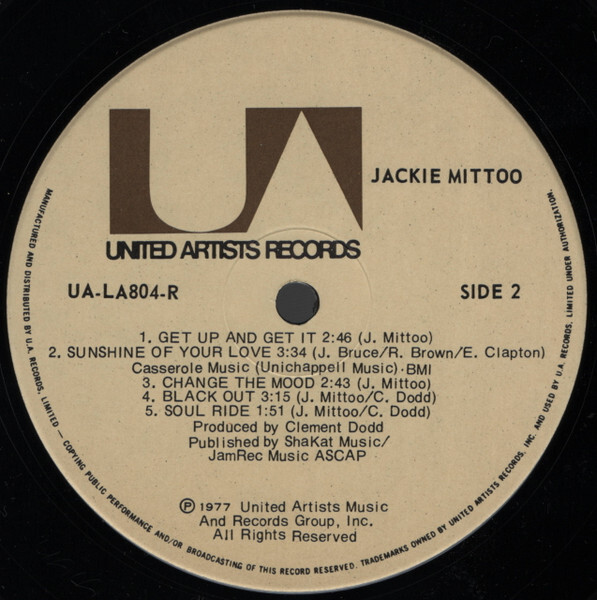 UA
JACKIE MITTOO
UNITED ARTISTS RECORDS
UA-LA804-R
SIDE 2
1. GET UP AND GET IT 2:46 (J. Mittoo)
2. SUNSHINE OF YOUR LOVE 3:34 (J. Bruce/R. Brown/E. Clapton)
Casserole Music (Unichappell Music)·BMI
3. CHANGE THE MOOD 2:43 (J. Mittoo)
4. BLACK OUT 3:15 (J. Mittoo/C. Dodd)
5. SOUL RIDE 1:51 (J. Mittoo/C. Dodd)
Produced by Clement Dodd
Published by ShaKat Music/
JamRec Music ASCAP
Ⓟ 1977 United Artists Music
And Records Group, Inc.
All Rights Reserved
MANUFACTURED AND DISTRIBUTED BY U.A. RECORDS, LIMITED — COPYING PUBLIC PERFORMANCE AND/OR BROADCASTING OF THIS RECORD RESERVED. TRADEMARKS OWNED BY UNITED ARTISTS RECORDS, INC. AND USED BY U.A. RECORDS, LIMITED UNDER AUTHORIZATION.